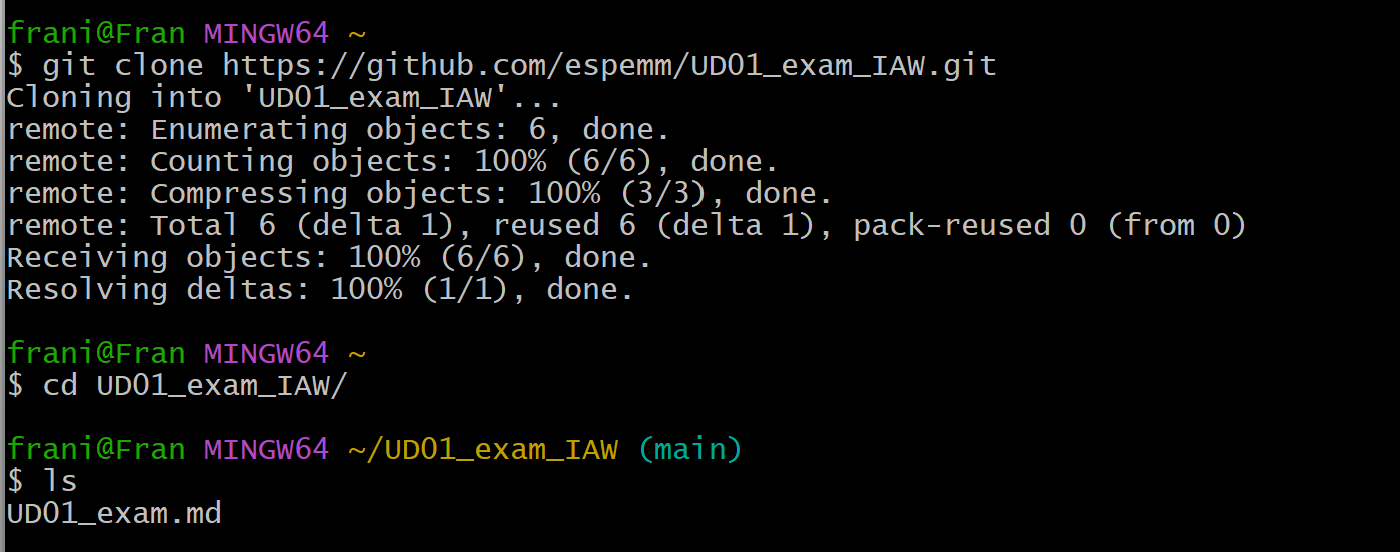 frani@Fran MINGW64 ~
$ git clone https://github.com/espemm/UD01_exam_IAW.git
Cloning into 'UD01_exam_IAW'...
remote: Enumerating objects: 6, done.
remote: Counting objects: 100% (6/6), done.
remote: Compressing objects: 100% (3/3), done.
remote: Total 6 (delta 1), reused 6 (delta 1), pack-reused 0 (from 0)
Receiving objects: 100% (6/6), done.
Resolving deltas: 100% (1/1), done.
frani@Fran MINGW64 ~
$ cd UD01_exam_IAW/
frani@Fran MINGW64 ~/UD01_exam_IAW (main)
$ ls
UD01_exam.md